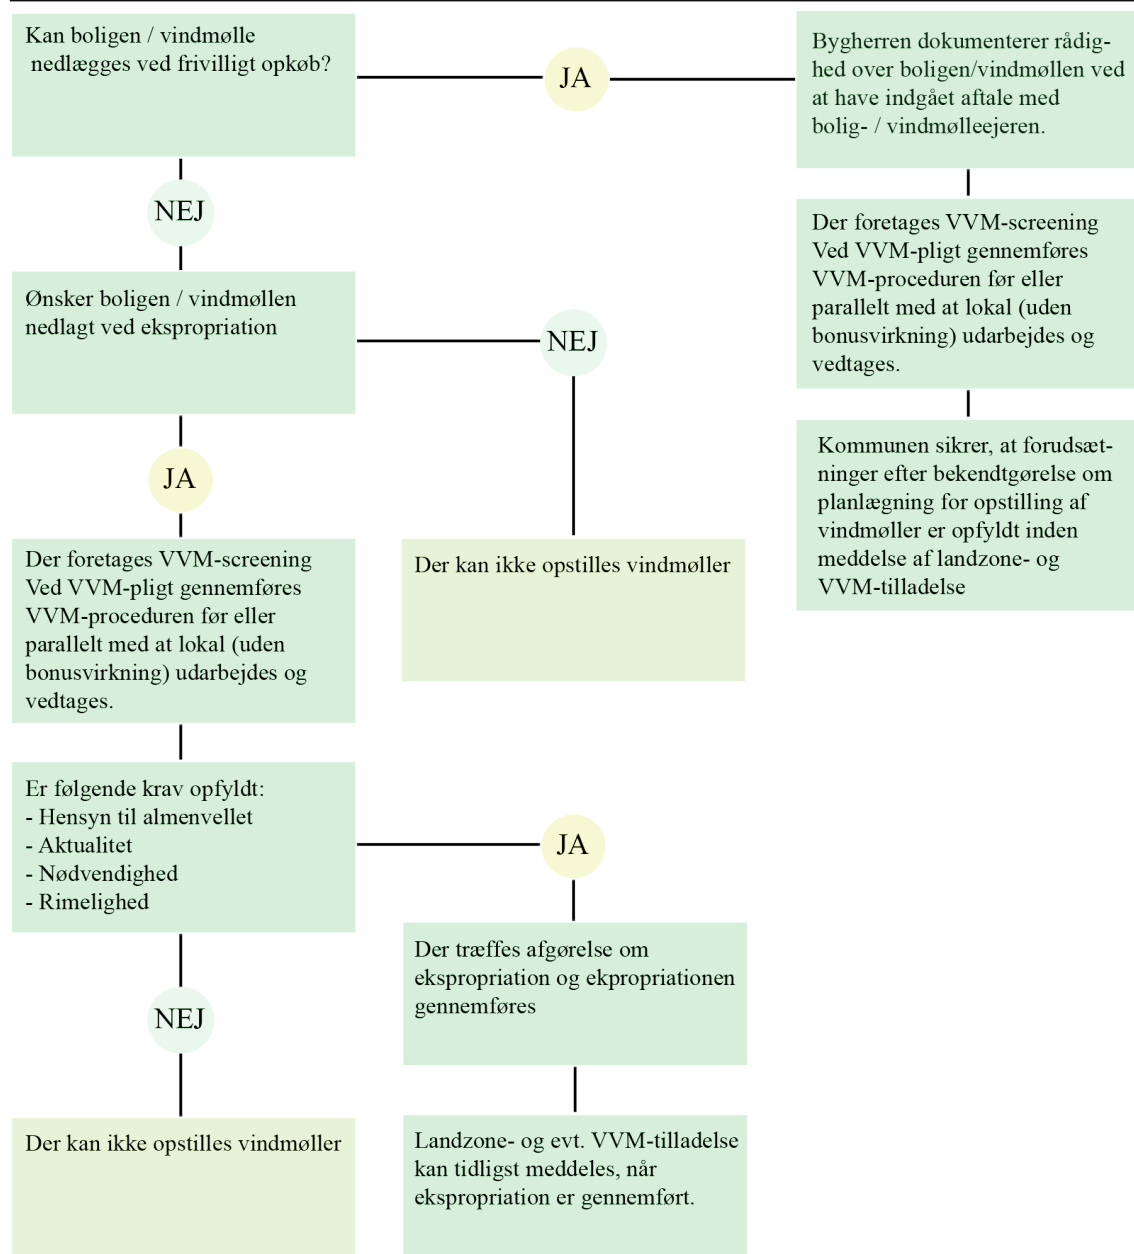 Kan boligen / vindmølle
nedlægges ved frivilligt opkøb?
JA
Bygherren dokumenterer rådig-
hed over boligen/vindmøllen ved
at have indgået aftale med
bolig- / vindmølleejeren.
NEJ
Der foretages VVM-screening
Ved VVM-pligt gennemføres
VVM-proceduren før eller
parallelt med at lokal (uden
bonusvirkning) udarbejdes og
vedtages.
Ønsker boligen / vindmøllen
nedlagt ved ekspropriation
NEJ
Kommunen sikrer, at forudsæt-
ninger efter bekendtgørelse om
planlægning for opstilling af
vindmøller er opfyldt inden
meddelse af landzone- og
VVM-tilladelse
JA
Der foretages VVM-screening
Ved VVM-pligt gennemføres
VVM-proceduren før eller
parallelt med at lokal (uden
bonusvirkning) udarbejdes og
vedtages.
Der kan ikke opstilles vindmøller
Er følgende krav opfyldt:
- Hensyn til almenvellet
- Aktualitet
- Nødvendighed
- Rimelighed
JA
Der træffes afgørelse om
ekspropriation og ekpropriationen
gennemføres
NEJ
Der kan ikke opstilles vindmøller
Landzone- og evt. VVM-tilladelse
kan tidligst meddeles, når
ekspropriation er gennemført.